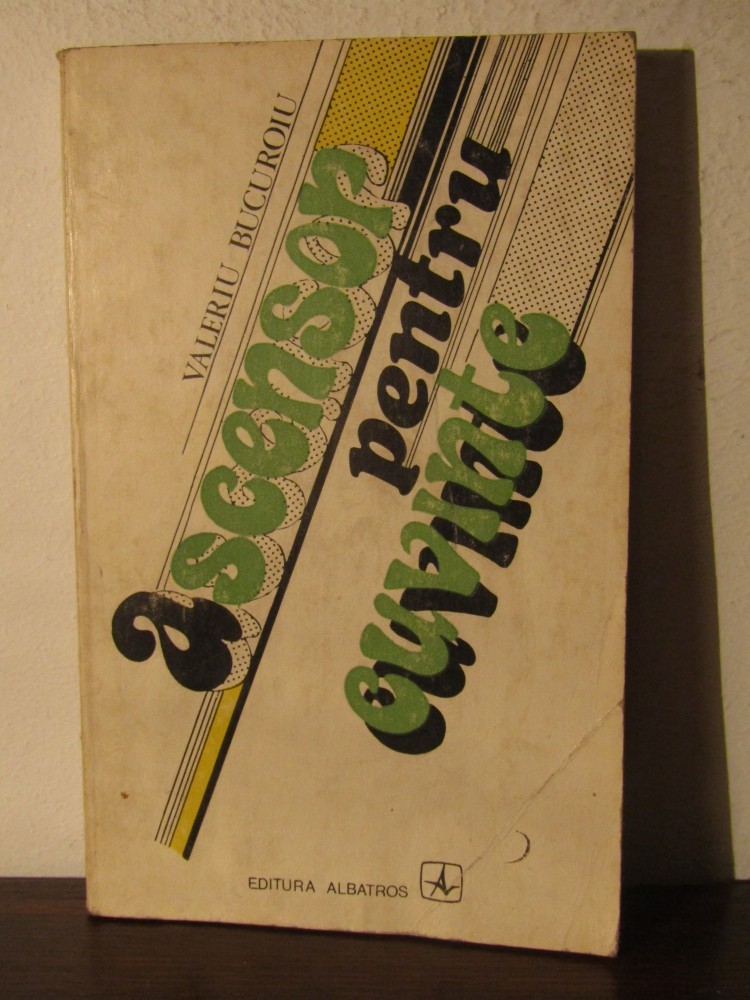 VALERIU BUCUROIU
ascensor
pentru
cuvinte
EDITURA ALBATROS